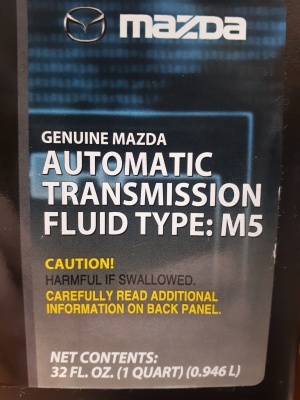 mazda
GENUINE MAZDA
AUTOMATIC
TRANSMISSION
FLUID TYPE: M5
CAUTION!
HARMFUL IF SWALLOWED.
CAREFULLY READ ADDITIONAL
INFORMATION ON BACK PANEL.
NET CONTENTS:
32 FL. OZ. (1 QUART) (0.946 L)